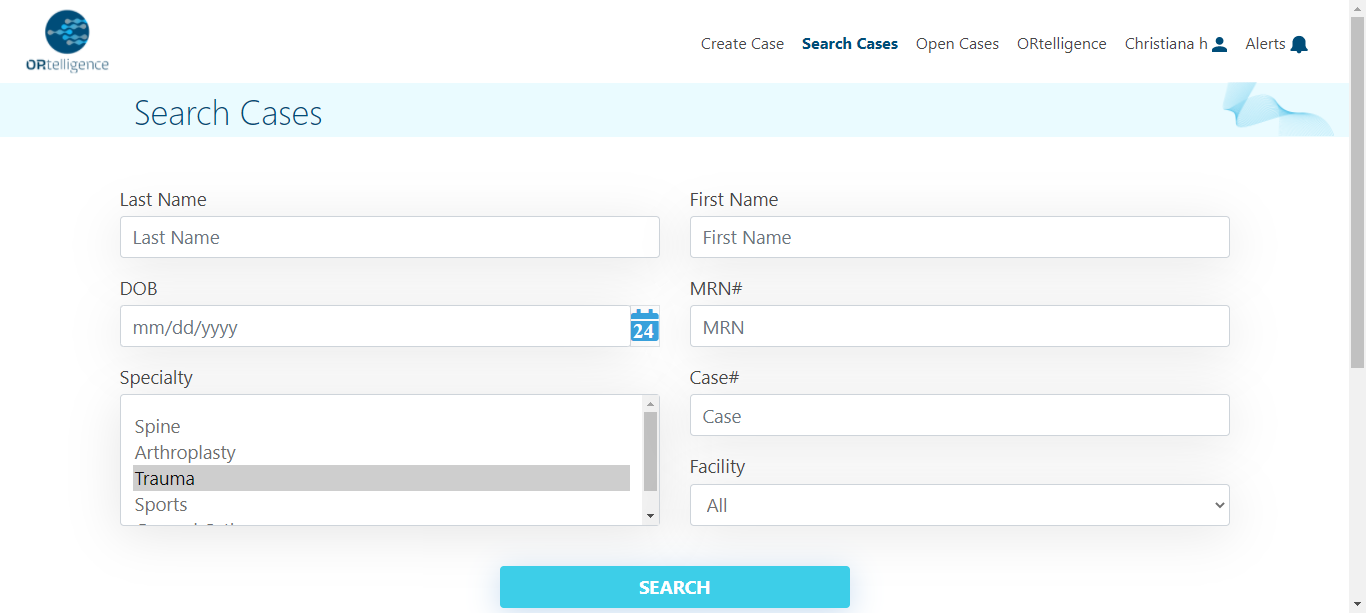 ORtelligence
Create Case Search Cases Open Cases ORtelligence Christiana h Alerts
Search Cases
Last Name
Last Name
First Name
First Name
DOB
mm/dd/yyyy
24
MRN#
MRN
Specialty
Spine
Arthroplasty
Trauma
Sports
Case#
Case
Facility
All
SEARCH